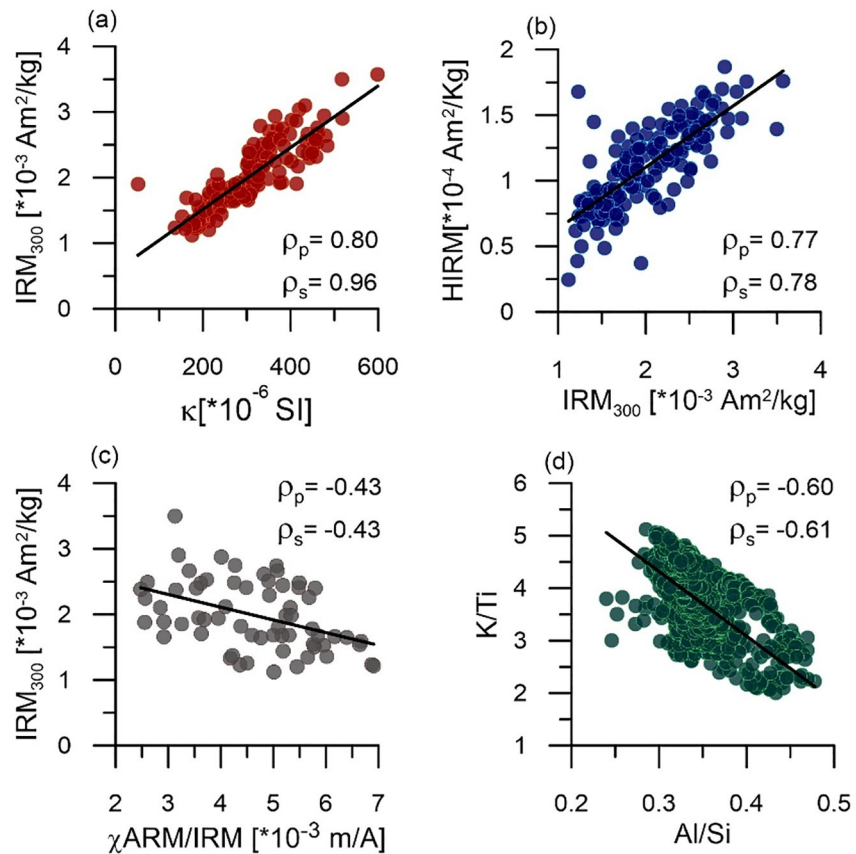 (a)
IRM₃₀₀ [*10⁻³ Am²/kg]
4
3
2
1
0
ρₚ= 0.80
ρₛ= 0.96
0 200 400 600
κ[*10⁻⁶ SI]
(b)
HIRM[*10⁻⁴ Am²/Kg]
2
1.5
1
0.5
0
ρₚ= 0.77
ρₛ= 0.78
1 2 3 4
IRM₃₀₀ [*10⁻³ Am²/kg]
(c)
IRM₃₀₀ [*10⁻³ Am²/kg]
4
3
2
1
0
ρₚ= -0.43
ρₛ= -0.43
2 3 4 5 6 7
χARM/IRM [*10⁻³ m/A]
(d)
K/Ti
6
5
4
3
2
1
ρₚ= -0.60
ρₛ= -0.61
0.2 0.3 0.4 0.5
Al/Si